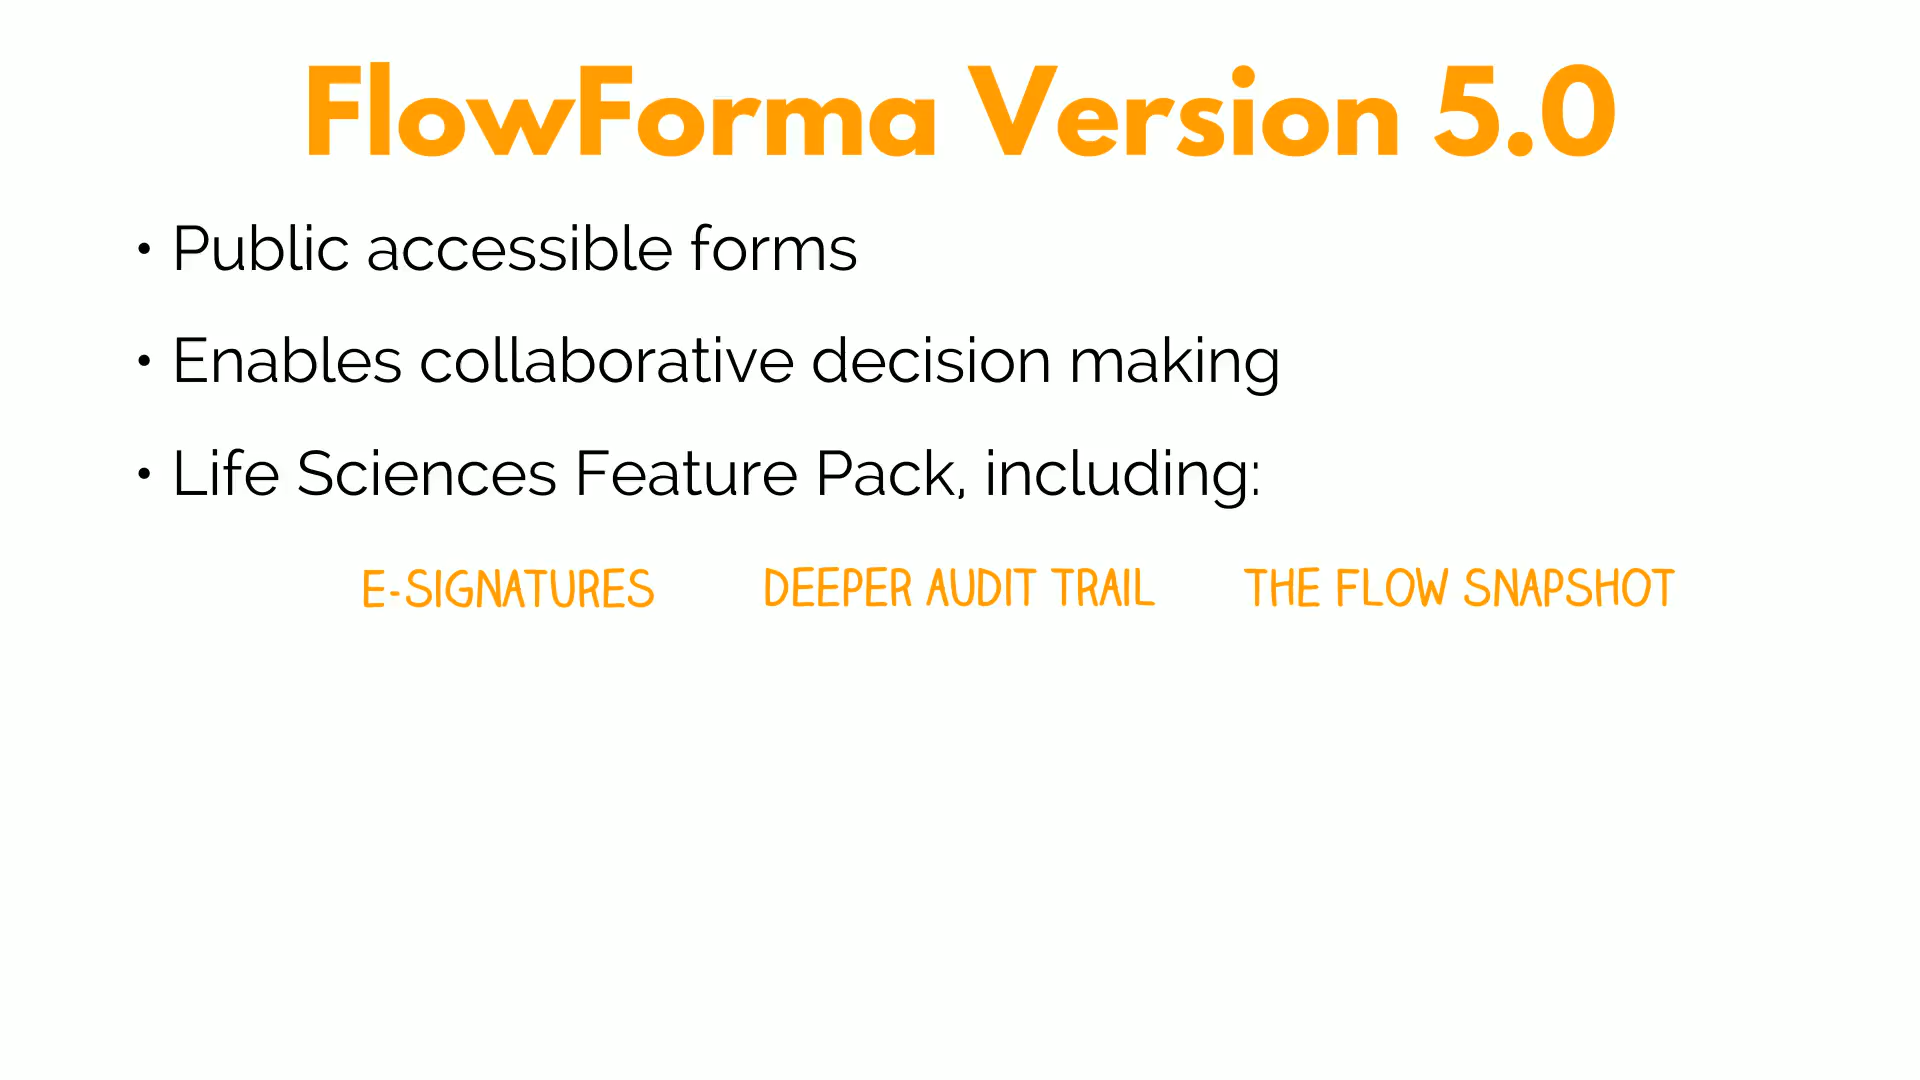 FlowForma Version 5.0
• Public accessible forms
• Enables collaborative decision making
• Life Sciences Feature Pack, including:
E-SIGNATURES DEEPER AUDIT TRAIL THE FLOW SNAPSHOT